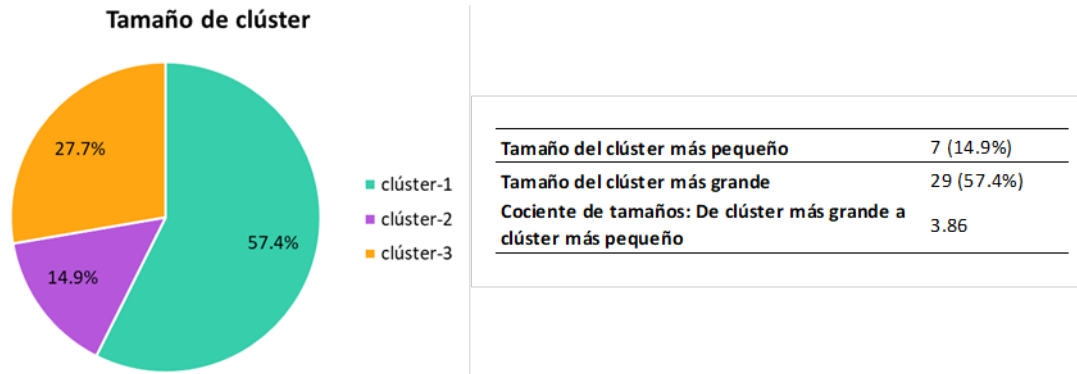 Tamaño de clúster
27.7%
57.4%
14.9%
clúster-1
clúster-2
clúster-3
Tamaño del clúster más pequeño 7 (14.9%)
Tamaño del clúster más grande 29 (57.4%)
Cociente de tamaños: De clúster más grande a
clúster más pequeño 3.86